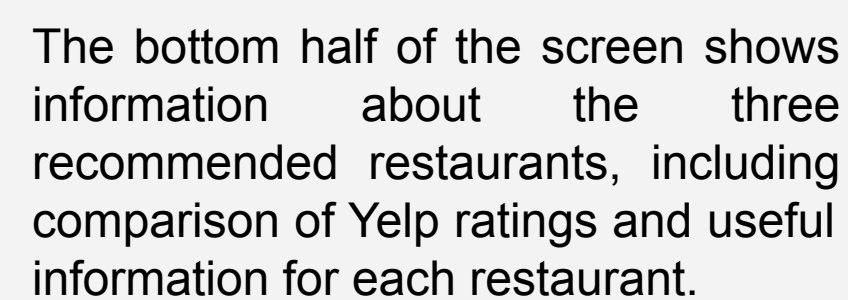 The bottom half of the screen shows
information about the three
recommended restaurants, including
comparison of Yelp ratings and useful
information for each restaurant.